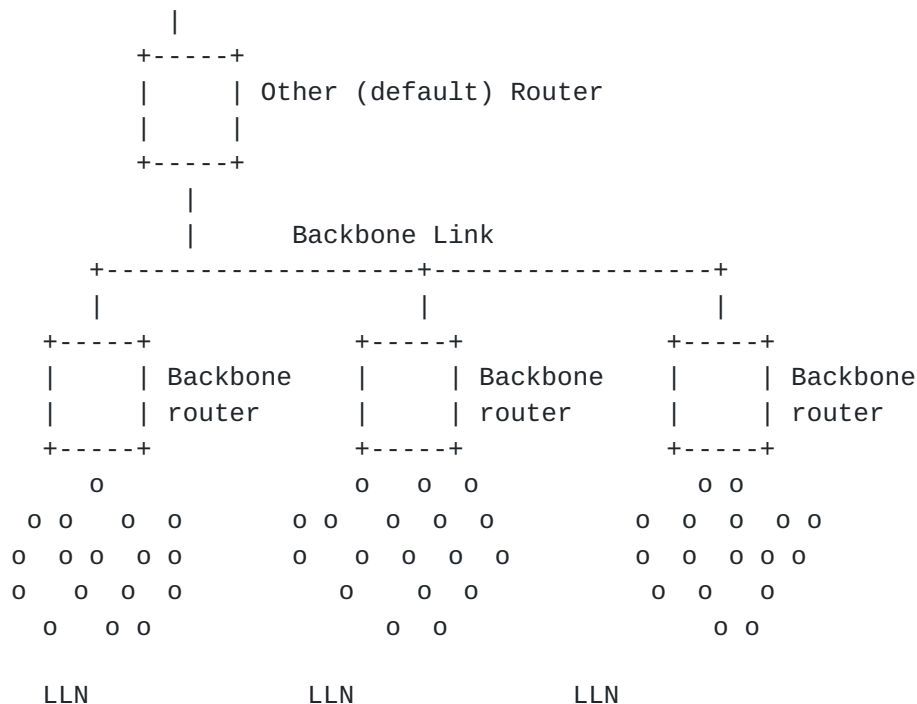 Other (default) Router
Backbone Link
Backbone Backbone Backbone
router router router
o o o o o o
o o o o o o o o o o o o o o
o o o o o o o o o o o o o o o
o o o o o o o o o o
o o o o o o o
LLN LLN LLN